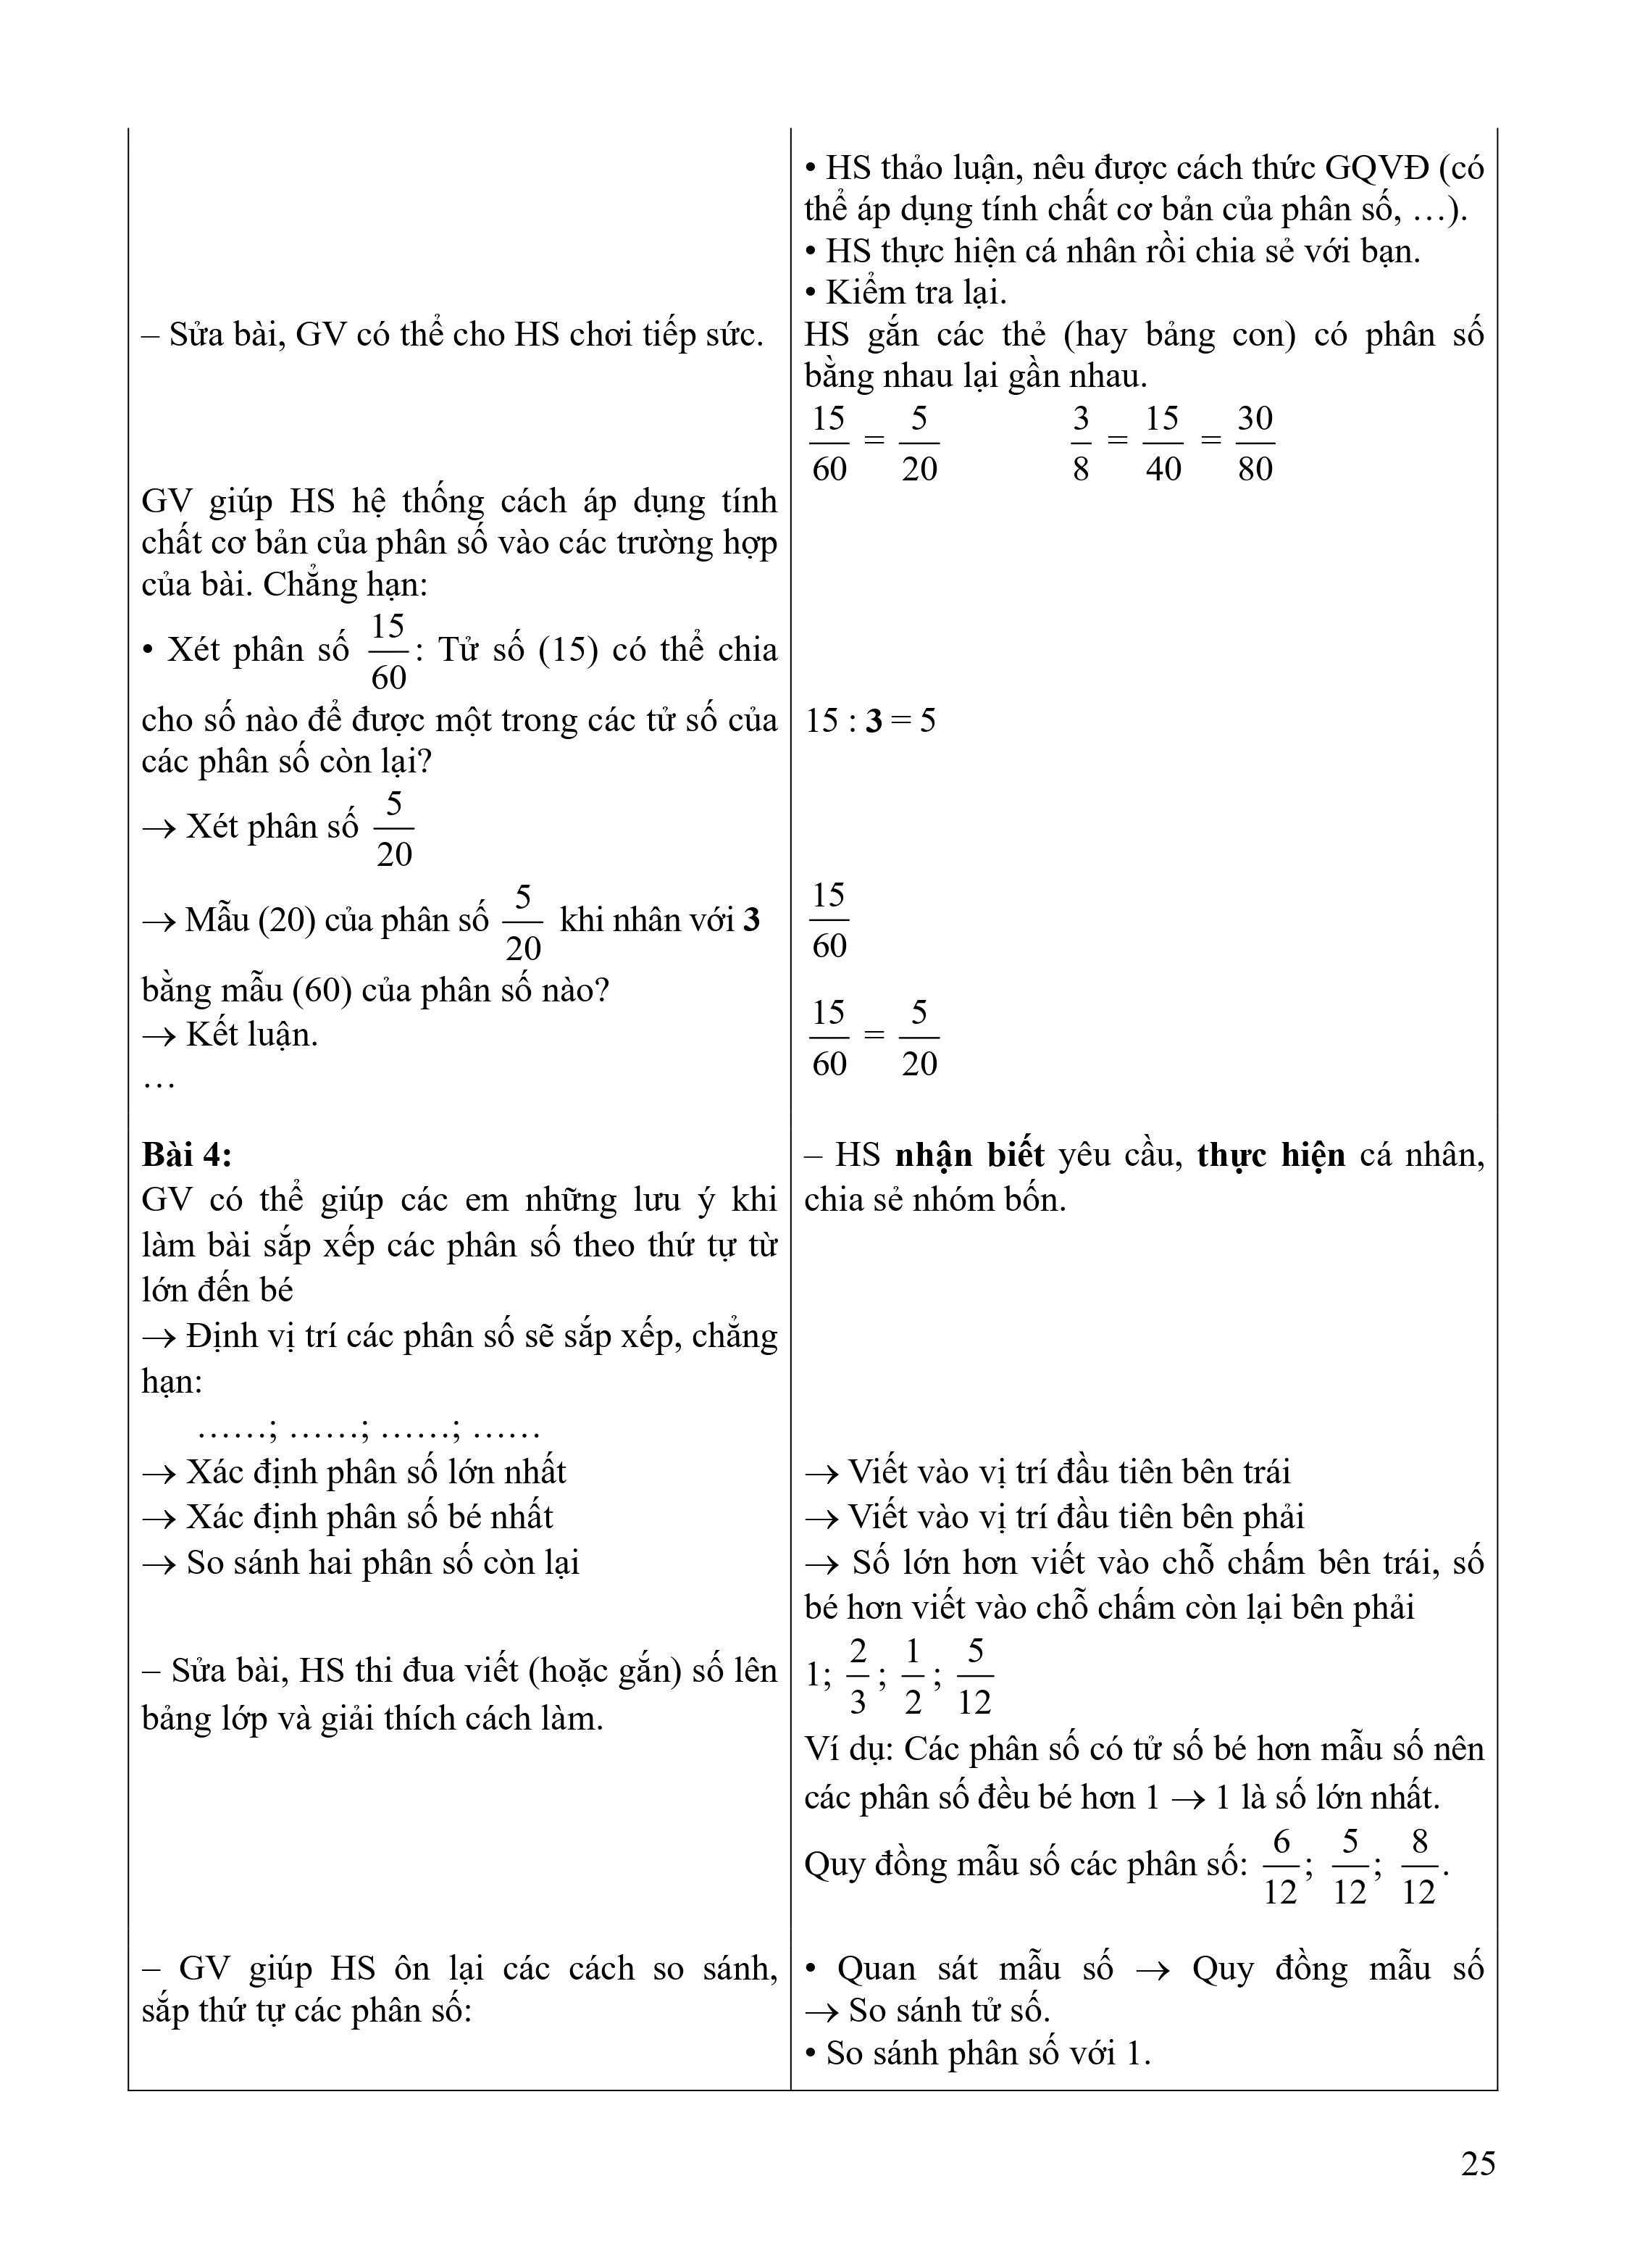 • HS thảo luận, nêu được cách thức GQVĐ (có
thể áp dụng tính chất cơ bản của phân số, …).
• HS thực hiện cá nhân rồi chia sẻ với bạn.
• Kiểm tra lại.
– Sửa bài, GV có thể cho HS chơi tiếp sức.
HS gắn các thẻ (hay bảng con) có phân số
bằng nhau lại gần nhau.
15/60 = 5/20 3/8 = 15/40 = 30/80
GV giúp HS hệ thống cách áp dụng tính
chất cơ bản của phân số vào các trường hợp
của bài. Chẳng hạn:
• Xét phân số 15/60: Tử số (15) có thể chia
cho số nào để được một trong các tử số của
các phân số còn lại?
15 : 3 = 5
→ Xét phân số 5/20
→ Mẫu (20) của phân số 5/20 khi nhân với 3
bằng mẫu (60) của phân số nào?
15/60
→ Kết luận.
15/60 = 5/20
…
Bài 4:
GV có thể giúp các em những lưu ý khi
làm bài sắp xếp các phân số theo thứ tự từ
lớn đến bé
– HS nhận biết yêu cầu, thực hiện cá nhân,
chia sẻ nhóm bốn.
→ Định vị trí các phân số sẽ sắp xếp, chẳng
hạn:
……; ……; ……; ……
→ Xác định phân số lớn nhất
→ Viết vào vị trí đầu tiên bên trái
→ Xác định phân số bé nhất
→ Viết vào vị trí đầu tiên bên phải
→ So sánh hai phân số còn lại
→ Số lớn hơn viết vào chỗ chấm bên trái, số
bé hơn viết vào chỗ chấm còn lại bên phải
– Sửa bài, HS thi đua viết (hoặc gắn) số lên
bảng lớp và giải thích cách làm.
1; 2/3; 1/2; 5/12
Ví dụ: Các phân số có tử số bé hơn mẫu số nên
các phân số đều bé hơn 1 → 1 là số lớn nhất.
Quy đồng mẫu số các phân số: 6/12; 5/12; 8/12.
– GV giúp HS ôn lại các cách so sánh,
sắp thứ tự các phân số:
• Quan sát mẫu số → Quy đồng mẫu số
→ So sánh tử số.
• So sánh phân số với 1.
25